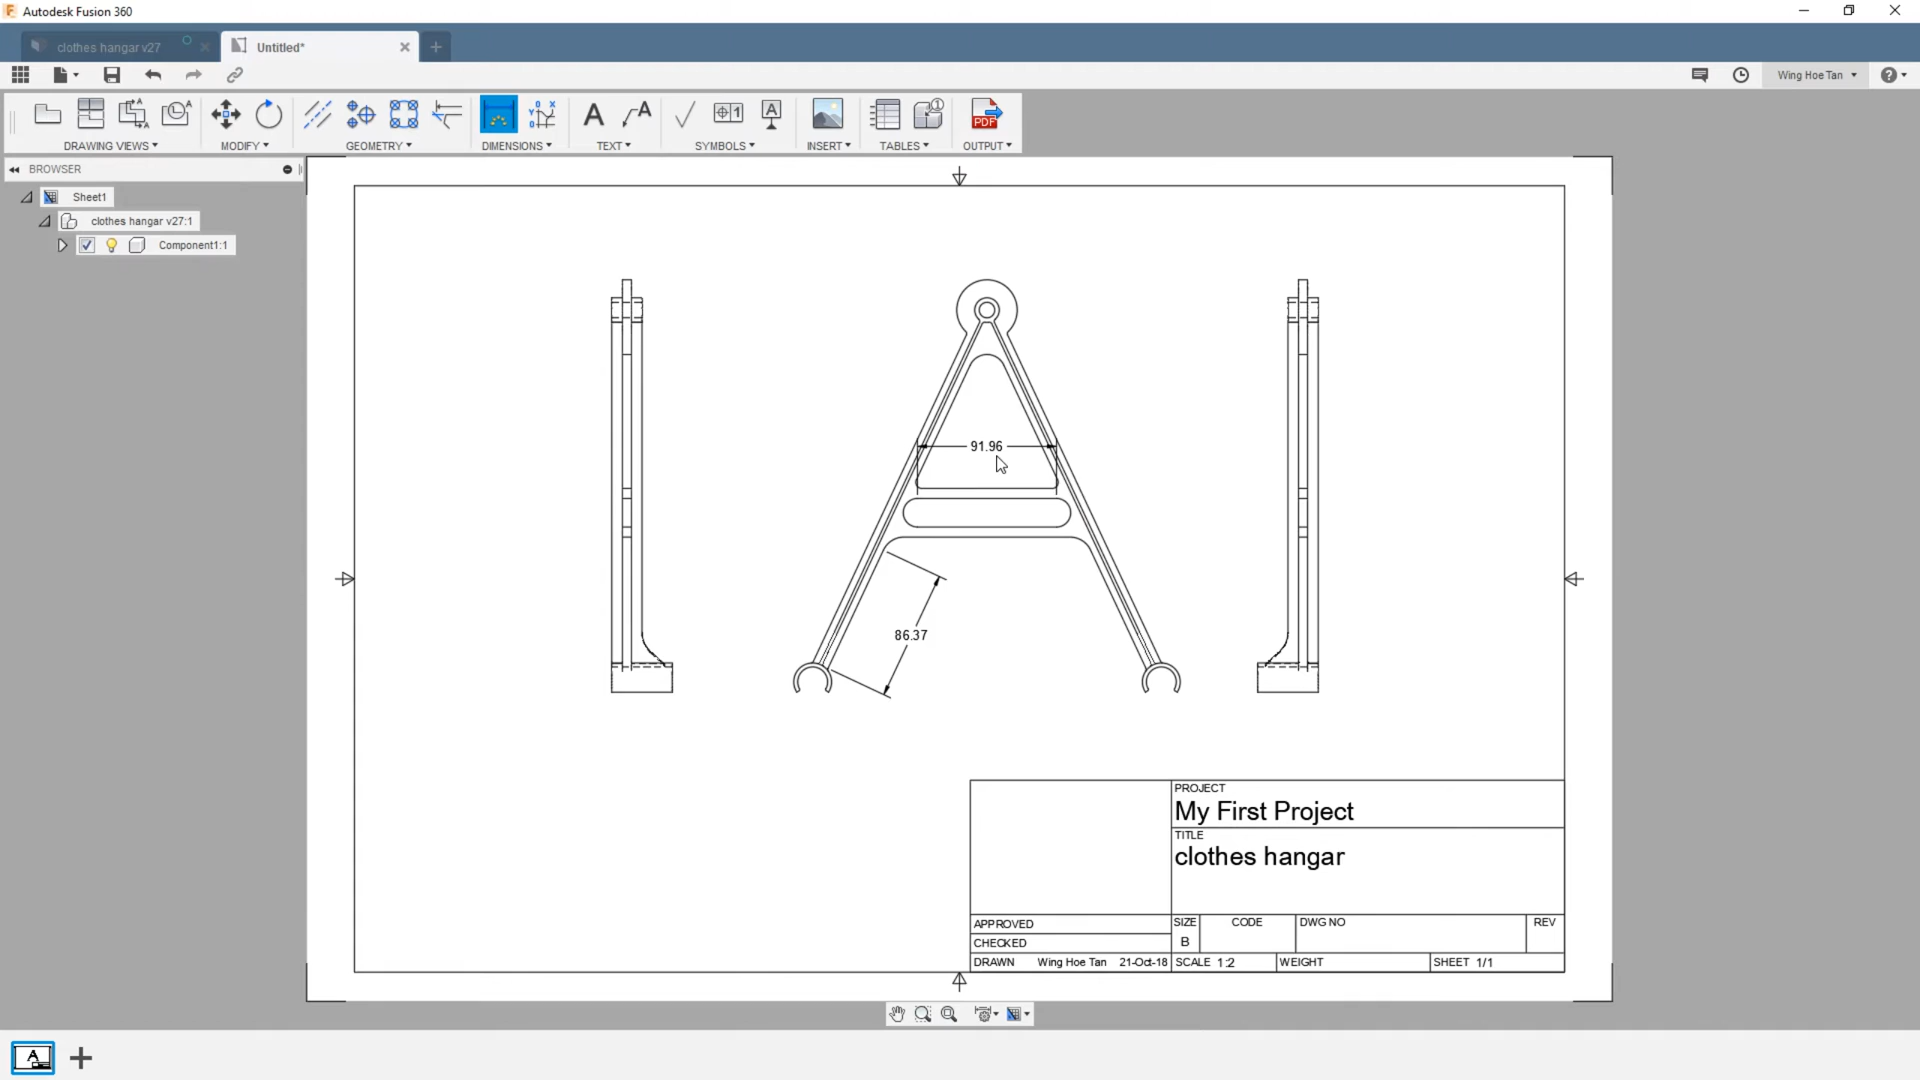 Autodesk Fusion 360
clothes hangar v27
Untitled*
Wing Hoe Tan
DRAWING VIEWS
MODIFY
GEOMETRY
DIMENSIONS
TEXT
SYMBOLS
INSERT
TABLES
OUTPUT
BROWSER
Sheet1
clothes hangar v27:1
Component1:1
91.96
86.37
PROJECT
My First Project
TITLE
clothes hangar
APPROVED
CHECKED
DRAWN Wing Hoe Tan 21-Oct-18
SIZE
B
CODE
DWG NO
REV
SCALE 1:2
WEIGHT
SHEET 1/1